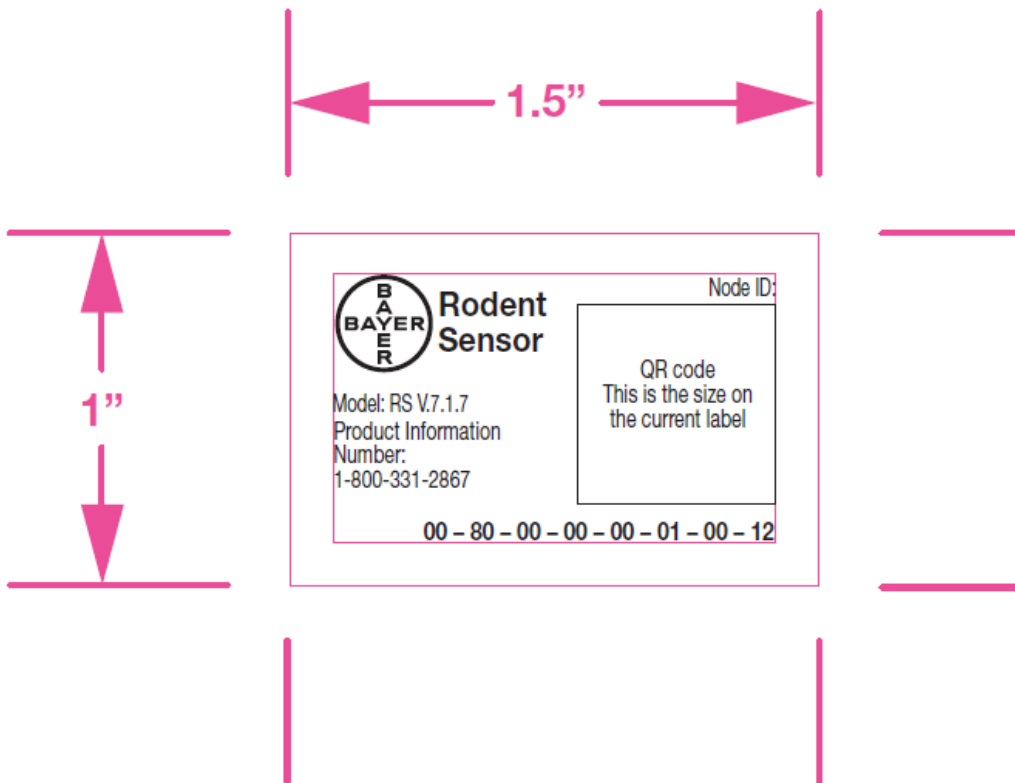 1.5”
1”
BAYER
BAYER
Rodent
Sensor
Node ID:
QR code
This is the size on
the current label
Model: RS V.7.1.7
Product Information
Number:
1-800-331-2867
00 – 80 – 00 – 00 – 00 – 01 – 00 – 12